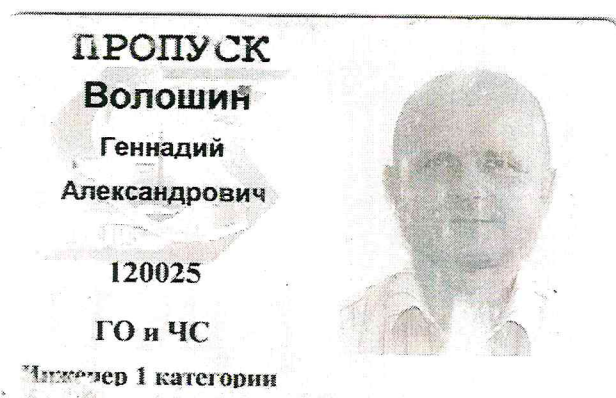 ПРОПУСК
Волошин
Геннадий
Александрович
120025
ГО и ЧС
Инженер 1 категории